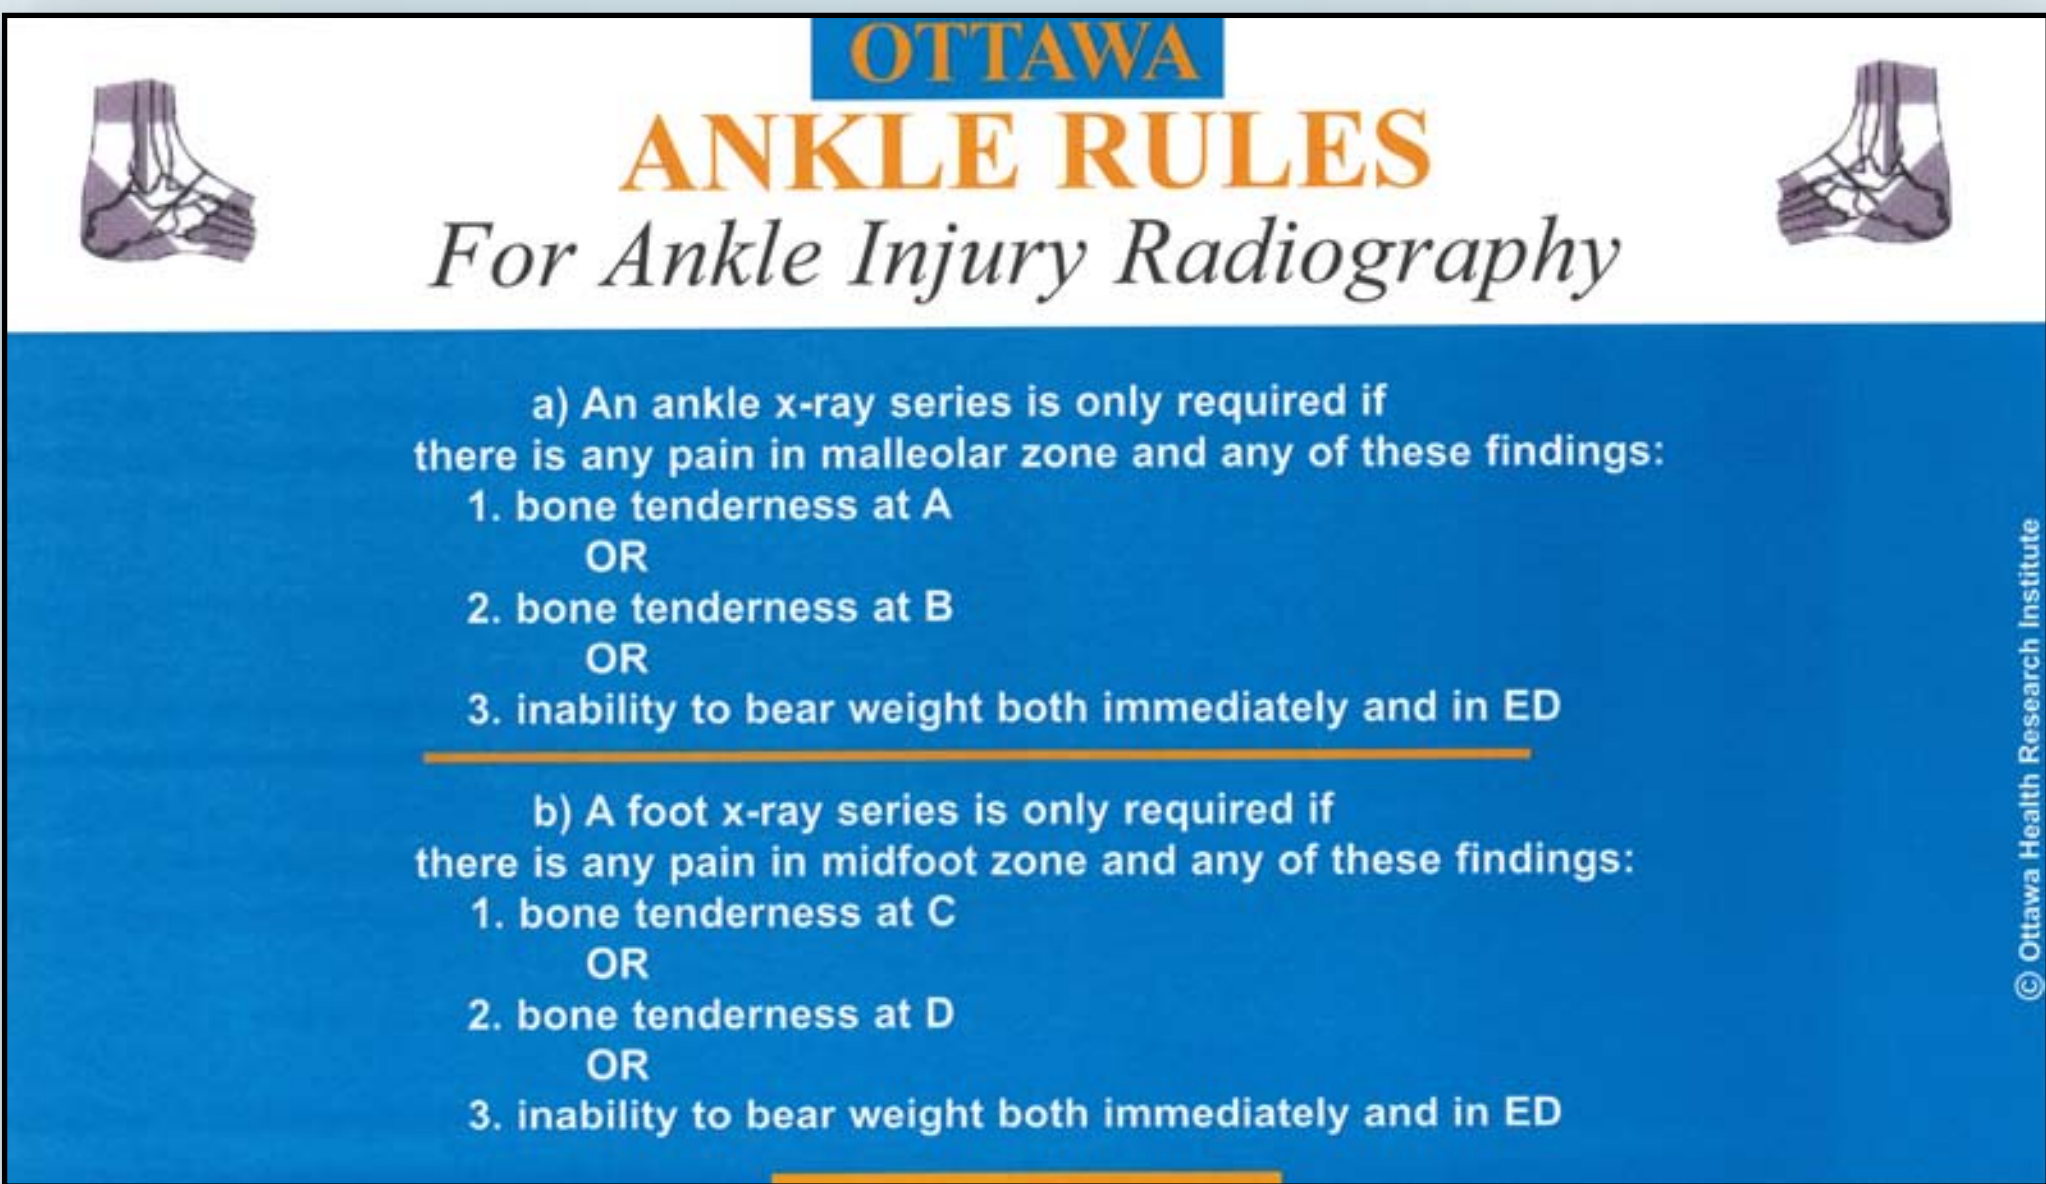 OTTAWA
ANKLE RULES
For Ankle Injury Radiography
a) An ankle x-ray series is only required if
there is any pain in malleolar zone and any of these findings:
1. bone tenderness at A
OR
2. bone tenderness at B
OR
3. inability to bear weight both immediately and in ED
b) A foot x-ray series is only required if
there is any pain in midfoot zone and any of these findings:
1. bone tenderness at C
OR
2. bone tenderness at D
OR
3. inability to bear weight both immediately and in ED
© Ottawa Health Research Institute